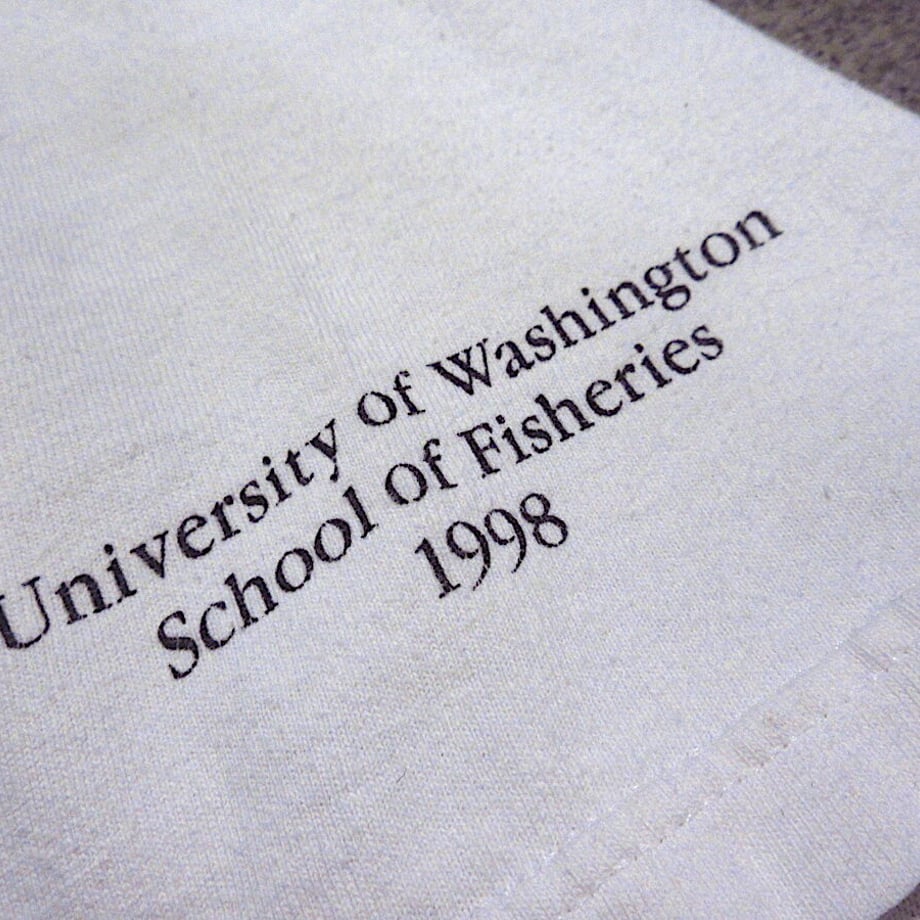 University of Washington
School of Fisheries
1998